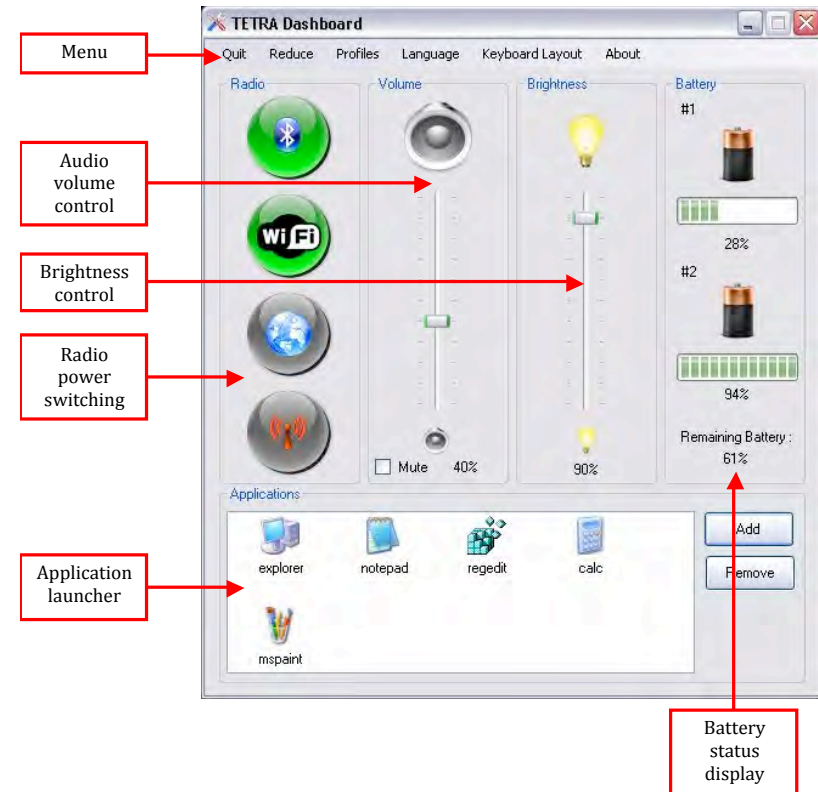 TETRA Dashboard
Menu
Quit Reduce Profiles Language Keyboard Layout About
Radio
Volume
Brightness
Battery
#1
Audio
volume
control
WiFi
28%
Brightness
control
#2
Radio
power
switching
94%
Remaining Battery :
61%
Mute 40%
90%
Applications
explorer
notepad
regedit
calc
mspaint
Add
Remove
Application
launcher
Battery
status
display